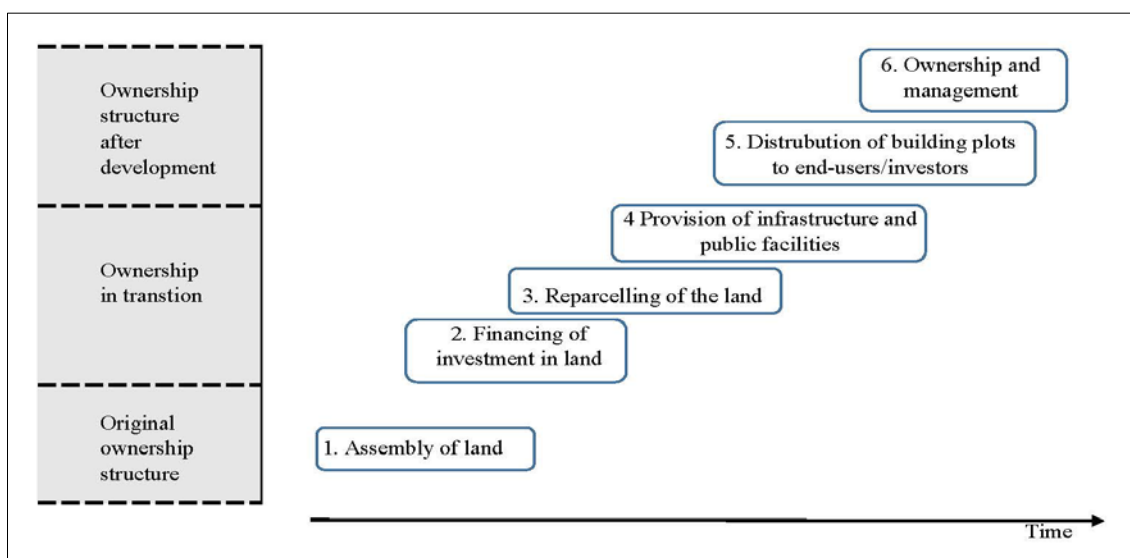 Ownership
structure
after
development
Ownership
in transtion
Original
ownership
structure
6. Ownership and
management
5. Distrubution of building plots
to end-users/investors
4 Provision of infrastructure and
public facilities
3. Reparcelling of the land
2. Financing of
investment in land
1. Assembly of land
Time